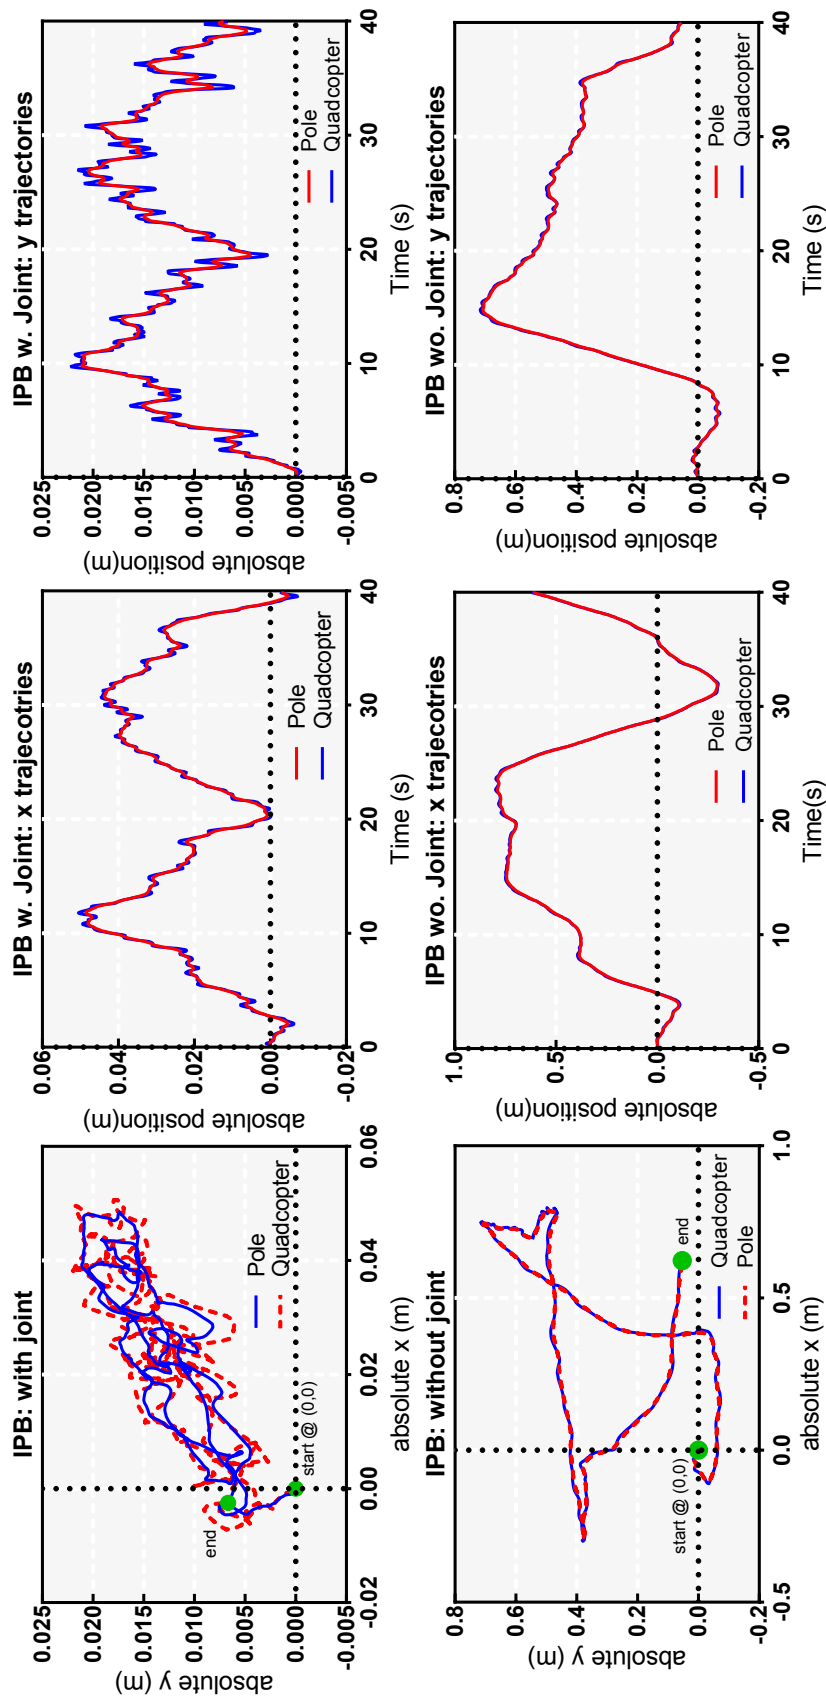 IPB: with joint
0.025
0.020
0.015
0.010
0.005
0.000
-0.005
absolute y (m)
-0.02
0.00
0.02
0.04
0.06
absolute x (m)
Pole
Quadcopter
end
start @ (0,0)
IPB w. Joint: x trajecotries
0.06
0.04
0.02
0.00
-0.02
absolute position(m)
0
10
20
30
40
Time (s)
Pole
Quadcopter
IPB w. Joint: y trajectories
0.025
0.020
0.015
0.010
0.005
0.000
-0.005
absolute position(m)
0
10
20
30
40
Time (s)
Pole
Quadcopter
IPB: without joint
0.8
0.6
0.4
0.2
0.0
-0.2
absolute y (m)
-0.5
0.0
0.5
1.0
absolute x (m)
Quadcopter
Pole
end
start @ (0,0)
IPB wo. Joint: x trajecotries
1.0
0.5
0.0
-0.5
absolute position(m)
0
10
20
30
40
Time(s)
Pole
Quadcopter
IPB wo. Joint: y trajectories
0.8
0.6
0.4
0.2
0.0
-0.2
absolute position(m)
0
10
20
30
40
Time (s)
Pole
Quadcopter